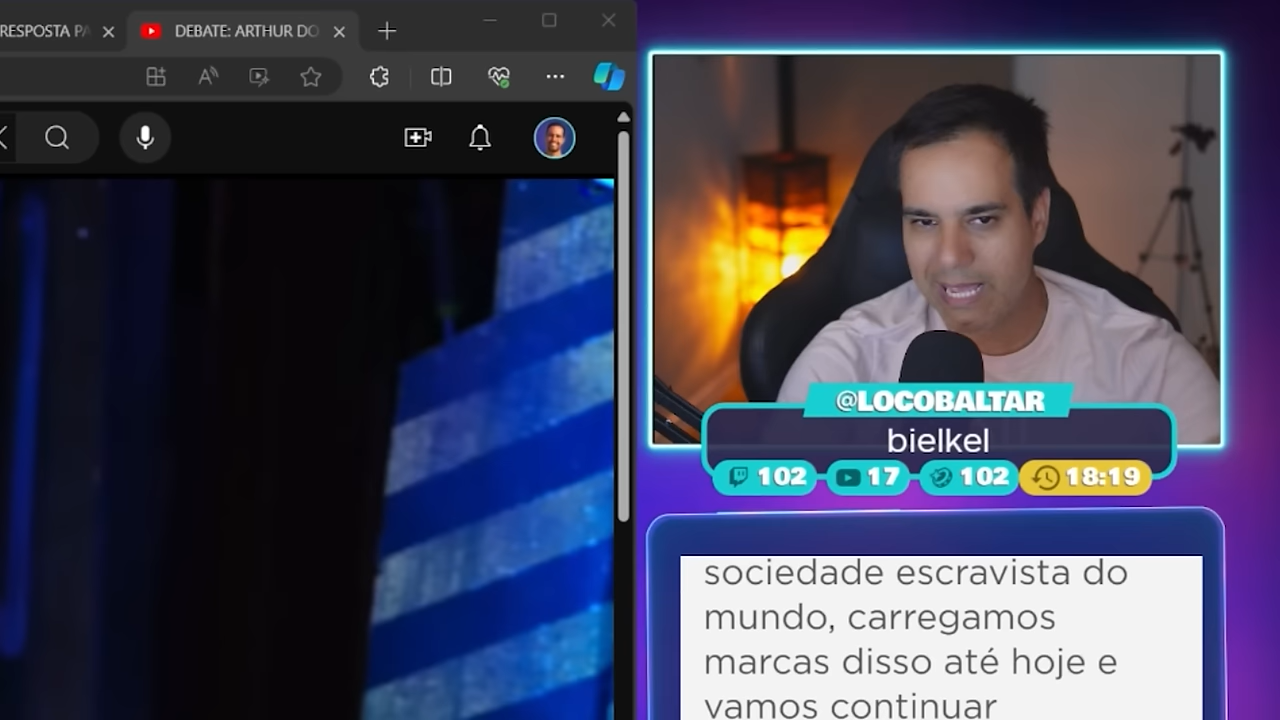 RESPOSTA PA
DEBATE: ARTHUR DO
@LOCOBALTAR
bielkel
102
17
102
18:19
sociedade escravista do
mundo, carregamos
marcas disso até hoje e
vamos continuar